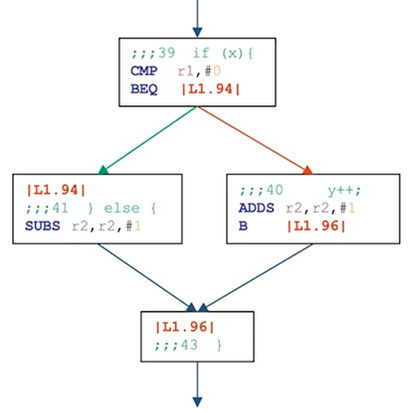 ;;;39  if (x){
CMP  r1,#0
BEQ  |L1.94|
|L1.94|
;;;41  } else {
SUBS r2,r2,#1
;;;40    y++;
ADDS r2,r2,#1
B    |L1.96|
|L1.96|
;;;43  }